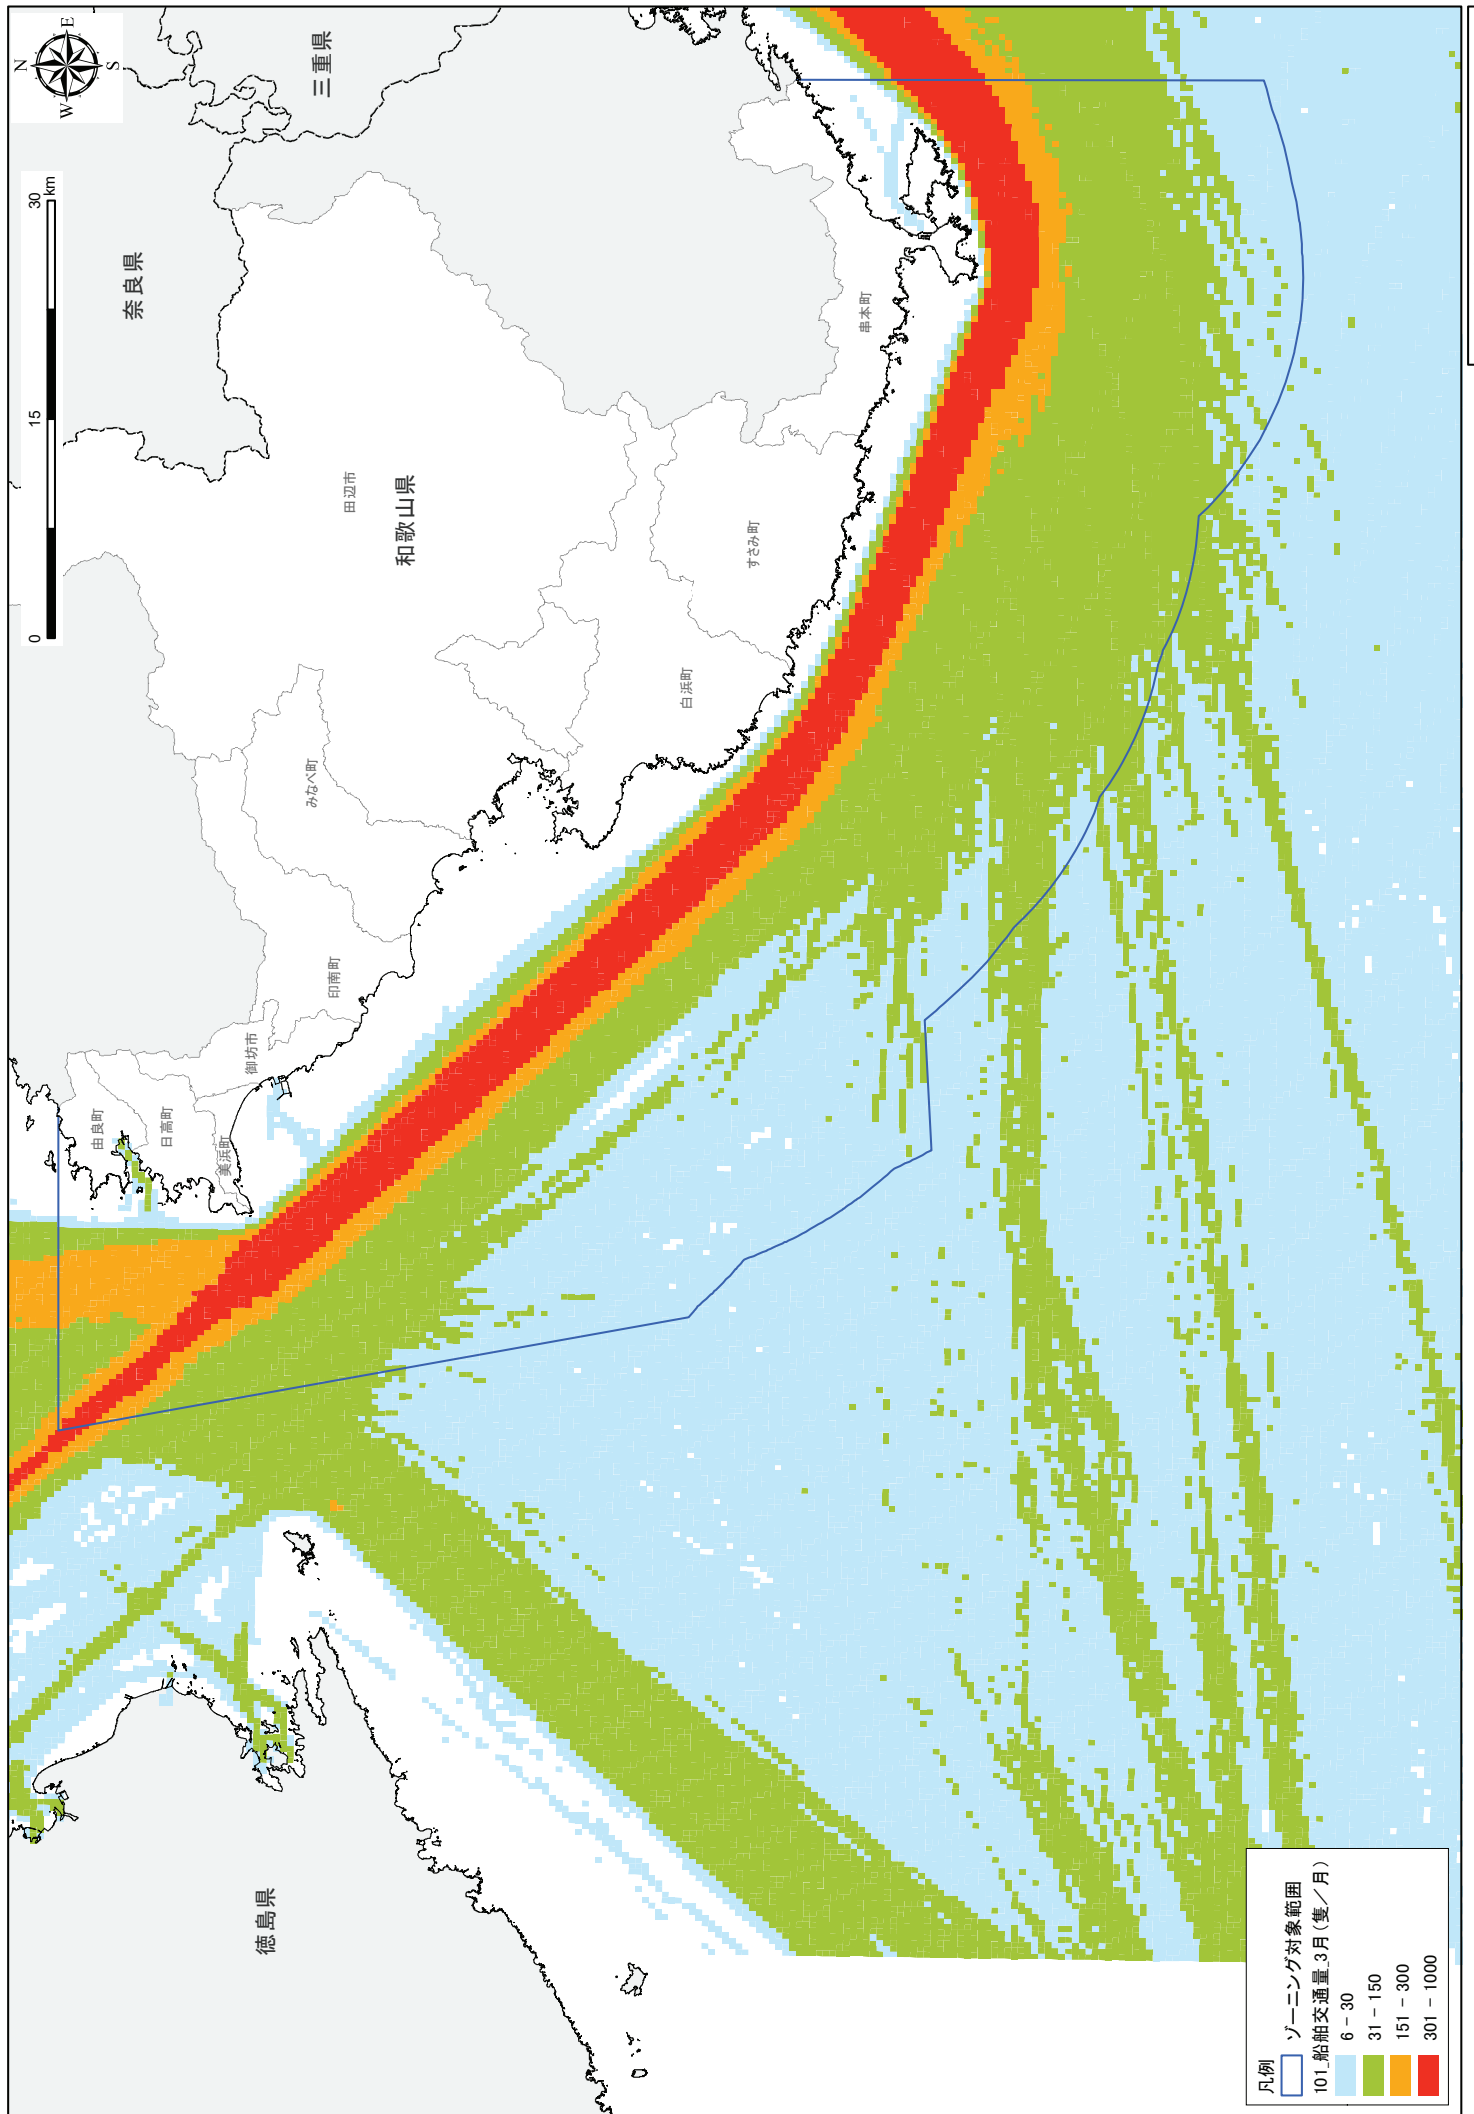 N
E
S
W
0
15
30
km
三重県
奈良県
和歌山県
徳島県
田辺市
みなべ町
印南町
御坊市
由良町
日高町
美浜町
白浜町
すさみ町
串本町
凡例
ゾーニング対象範囲
101_船舶交通量_3月(隻/月)
6 - 30
31 - 150
151 - 300
301 - 1000